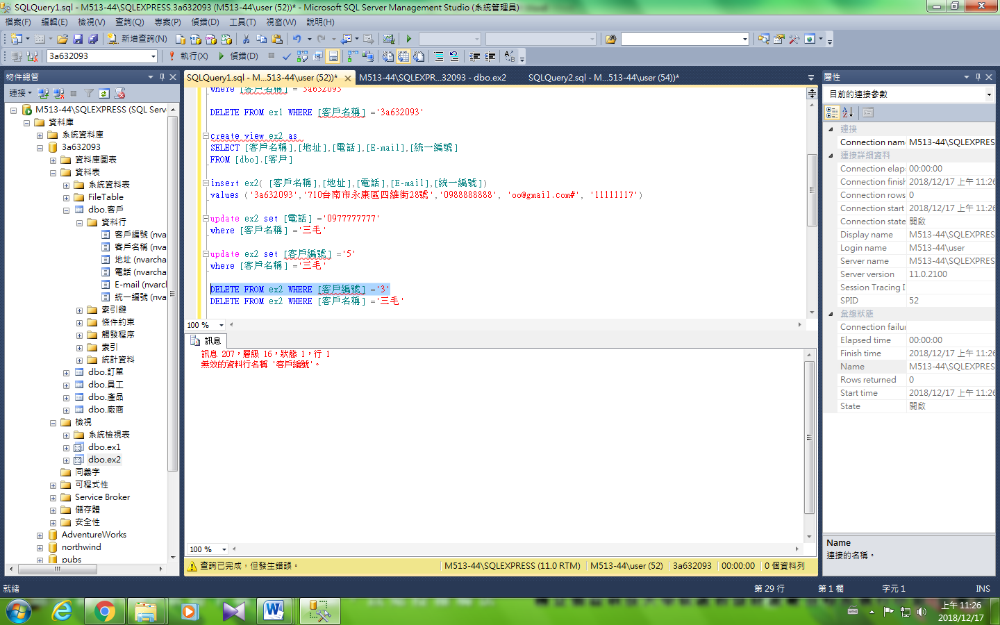 SQLQuery1.sql - M513-44\SQLEXPRESS.3a632093 (M513-44\user (52))* - Microsoft SQL Server Management Studio (系統管理員)
檔案(F) 編輯(E) 檢視(V) 查詢(Q) 專案(P) 偵錯(D) 工具(T) 視窗(W) 說明(H)
新增查詢(N)
3a632093 執行(X) 偵錯(D)
物件總管
連接
M513-44\SQLEXPRESS (SQL Serv
資料庫
系統資料庫
3a632093
資料庫圖表
資料表
系統資料表
FileTable
dbo.客戶
資料行
客戶編號 (nva
客戶名稱 (nva
地址 (nvarcha
電話 (nvarcha
E-mail (nvarcl
統一編號 (nva
索引鍵
條件約束
觸發程序
索引
統計資料
dbo.訂單
dbo.員工
dbo.產品
dbo.廠商
檢視
系統檢視表
dbo.ex1
dbo.ex2
同義字
可程式性
Service Broker
儲存體
安全性
AdventureWorks
northwind
pubs
SQLQuery1.sql - M...513-44\user (52))* M513-44\SQLEXPR...32093 - dbo.ex2 SQLQuery2.sql - M...513-44\user (54))*
where [客戶名稱] ='3a632093'
DELETE FROM ex1 WHERE [客戶名稱] ='3a632093'
create view ex2 as
SELECT [客戶名稱],[地址],[電話],[E-mail],[統一編號]
FROM [dbo].[客戶]
insert ex2( [客戶名稱],[地址],[電話],[E-mail],[統一編號])
values ('3a632093','710台南市永康區四維街28號','0988888888', 'oo@gmail.com#', '11111117')
update ex2 set [電話] ='0977777777'
where [客戶名稱] ='三毛'
update ex2 set [客戶編號] ='5'
where [客戶名稱] ='三毛'
DELETE FROM ex2 WHERE [客戶編號] ='3'
DELETE FROM ex2 WHERE [客戶名稱] ='三毛'
100 %
訊息
訊息 207，層級 16，狀態 1，行 1
無效的資料行名稱 '客戶編號'。
100 %
查詢已完成，但發生錯誤。 M513-44\SQLEXPRESS (11.0 RTM) M513-44\user (52) 3a632093 00:00:00 0 個資料列
屬性
目前的連接參數
連接
Connection nam M513-44\SQLEXPRES
連接詳細資料
Connection elap 00:00:00
Connection finish 2018/12/17 上午 11:26
Connection rows 0
Connection start 2018/12/17 上午 11:26
Connection state 開啟
Display name M513-44\SQLEXPRES
Login name M513-44\user
Server name M513-44\SQLEXPRES
Server version 11.0.2100
Session Tracing I
SPID 52
彙總狀態
Connection failur
Elapsed time 00:00:00
Finish time 2018/12/17 上午 11:26
Name M513-44\SQLEXPRES
Rows returned 0
Start time 2018/12/17 上午 11:26
State 開啟
Name
連接的名稱。
就緒 第 29 行 第 1 欄 字元 1 INS
上午 11:26
2018/12/17